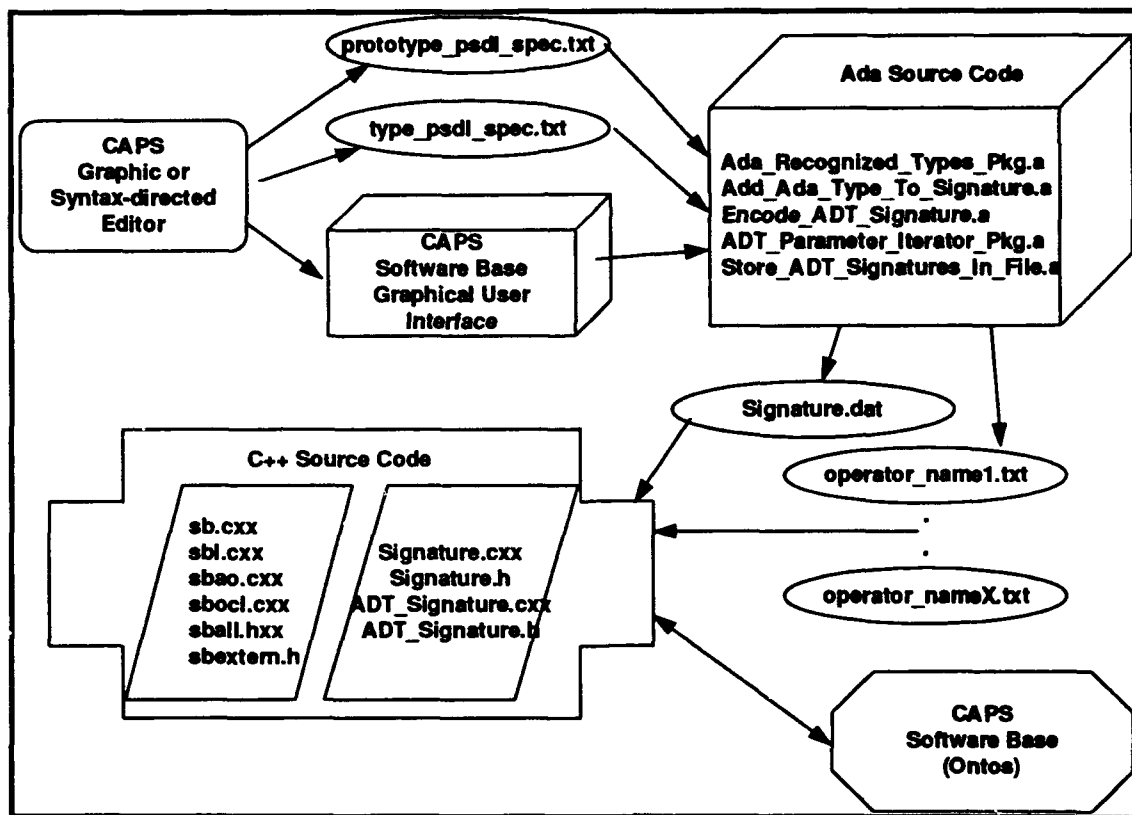 prototype_psdl_spec.txt
type_psdl_spec.txt
CAPS
Graphic or
Syntax-directed
Editor
CAPS
Software Base
Graphical User
Interface
Ada Source Code
Ada_Recognized_Types_Pkg.a
Add_Ada_Type_To_Signature.a
Encode_ADT_Signature.a
ADT_Parameter_Iterator_Pkg.a
Store_ADT_Signatures_In_File.a
Signature.dat
operator_name1.txt
.
.
operator_nameX.txt
C++ Source Code
sb.cxx
sbi.cxx
sbao.cxx
sboci.cxx
sball.hxx
sbextern.h
Signature.cxx
Signature.h
ADT_Signature.cxx
ADT_Signature.h
CAPS
Software Base
(Ontos)